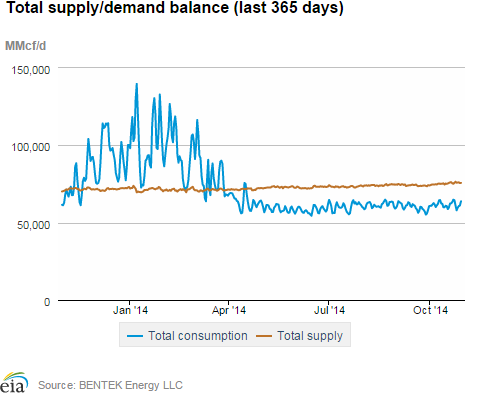 Total supply/demand balance (last 365 days)
MMcf/d
150,000
100,000
50,000
0
Jan '14 Apr '14 Jul '14 Oct '14
Total consumption Total supply
eia Source: BENTEK Energy LLC